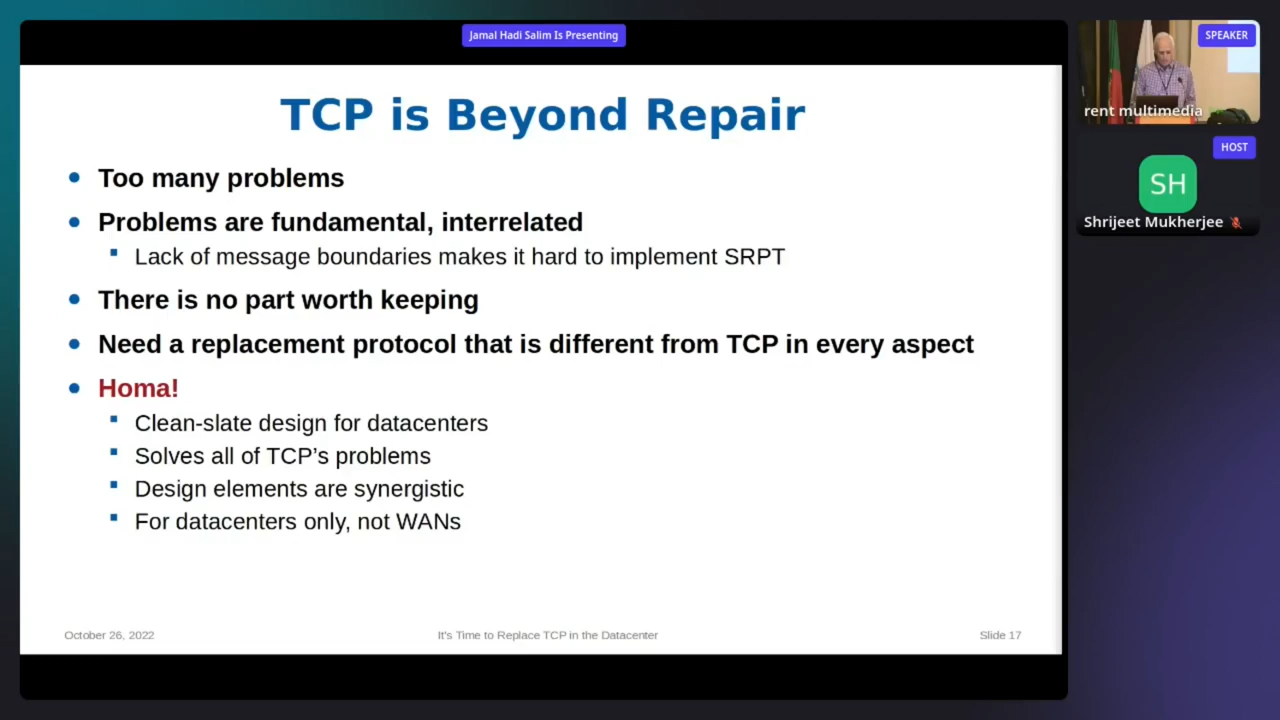 Jamal Hadi Salim Is Presenting
TCP is Beyond Repair
Too many problems
Problems are fundamental, interrelated
Lack of message boundaries makes it hard to implement SRPT
There is no part worth keeping
Need a replacement protocol that is different from TCP in every aspect
Homa!
Clean-slate design for datacenters
Solves all of TCP’s problems
Design elements are synergistic
For datacenters only, not WANs
October 26, 2022
It's Time to Replace TCP in the Datacenter
Slide 17
SPEAKER
rent multimedia
HOST
SH
Shrijeet Mukherjee